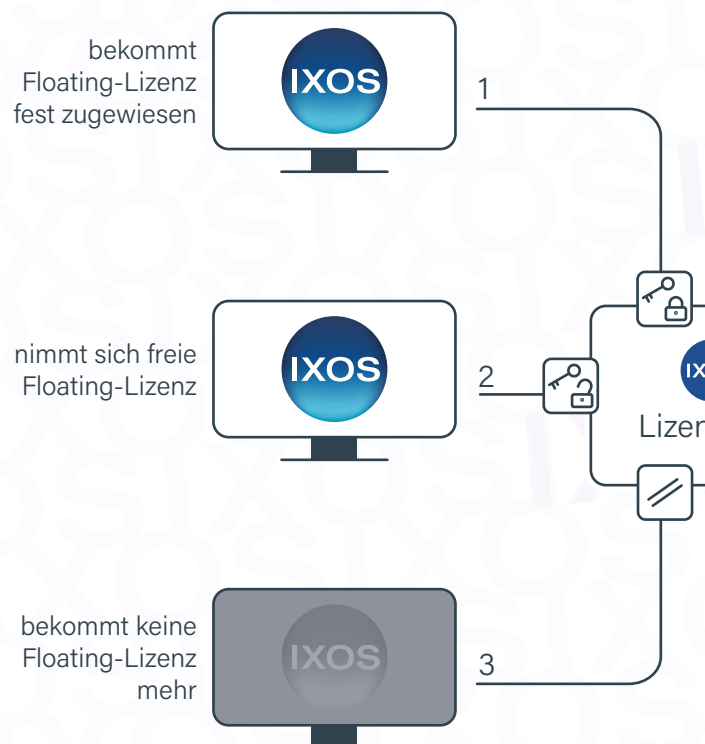 bekommt
Floating-Lizenz
fest zugewiesen
IXOS
1
nimmt sich freie
Floating-Lizenz
IXOS
2
bekommt keine
Floating-Lizenz
mehr
IXOS
3